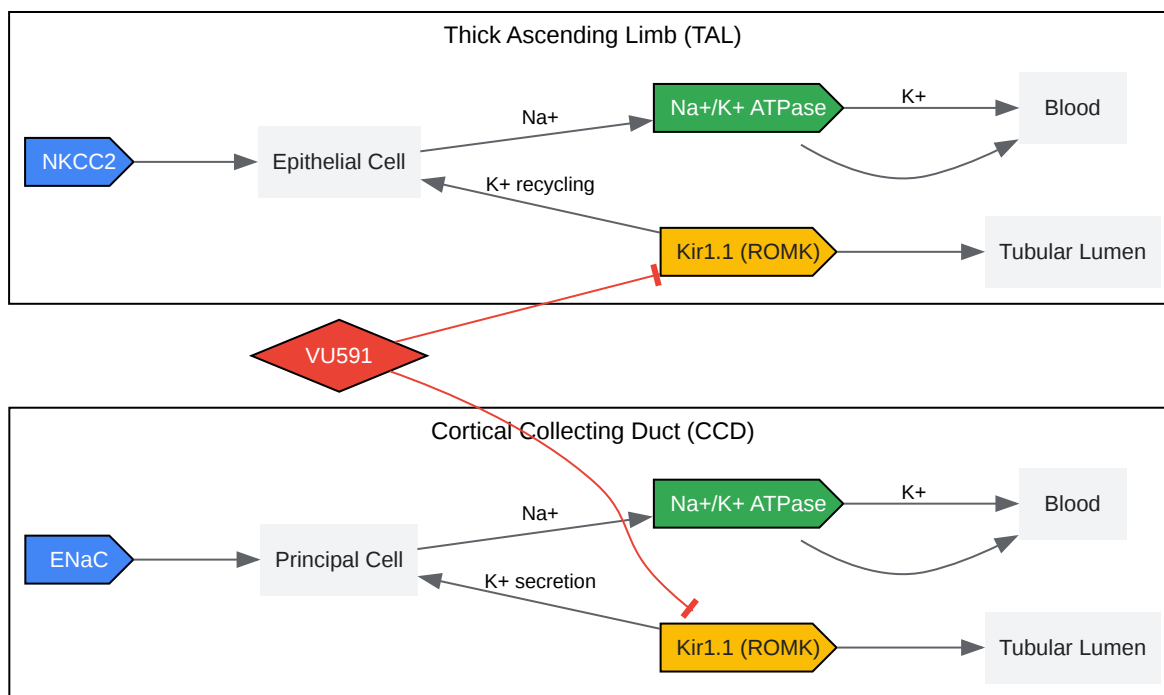 Thick Ascending Limb (TAL)
Na+/K+ ATPase
K+
Blood
Na+
NKCC2
Epithelial Cell
K+ recycling
Kir1.1 (ROMK)
Tubular Lumen
VU591
Cortical Collecting Duct (CCD)
Na+/K+ ATPase
K+
Blood
Na+
ENaC
Principal Cell
K+ secretion
Kir1.1 (ROMK)
Tubular Lumen